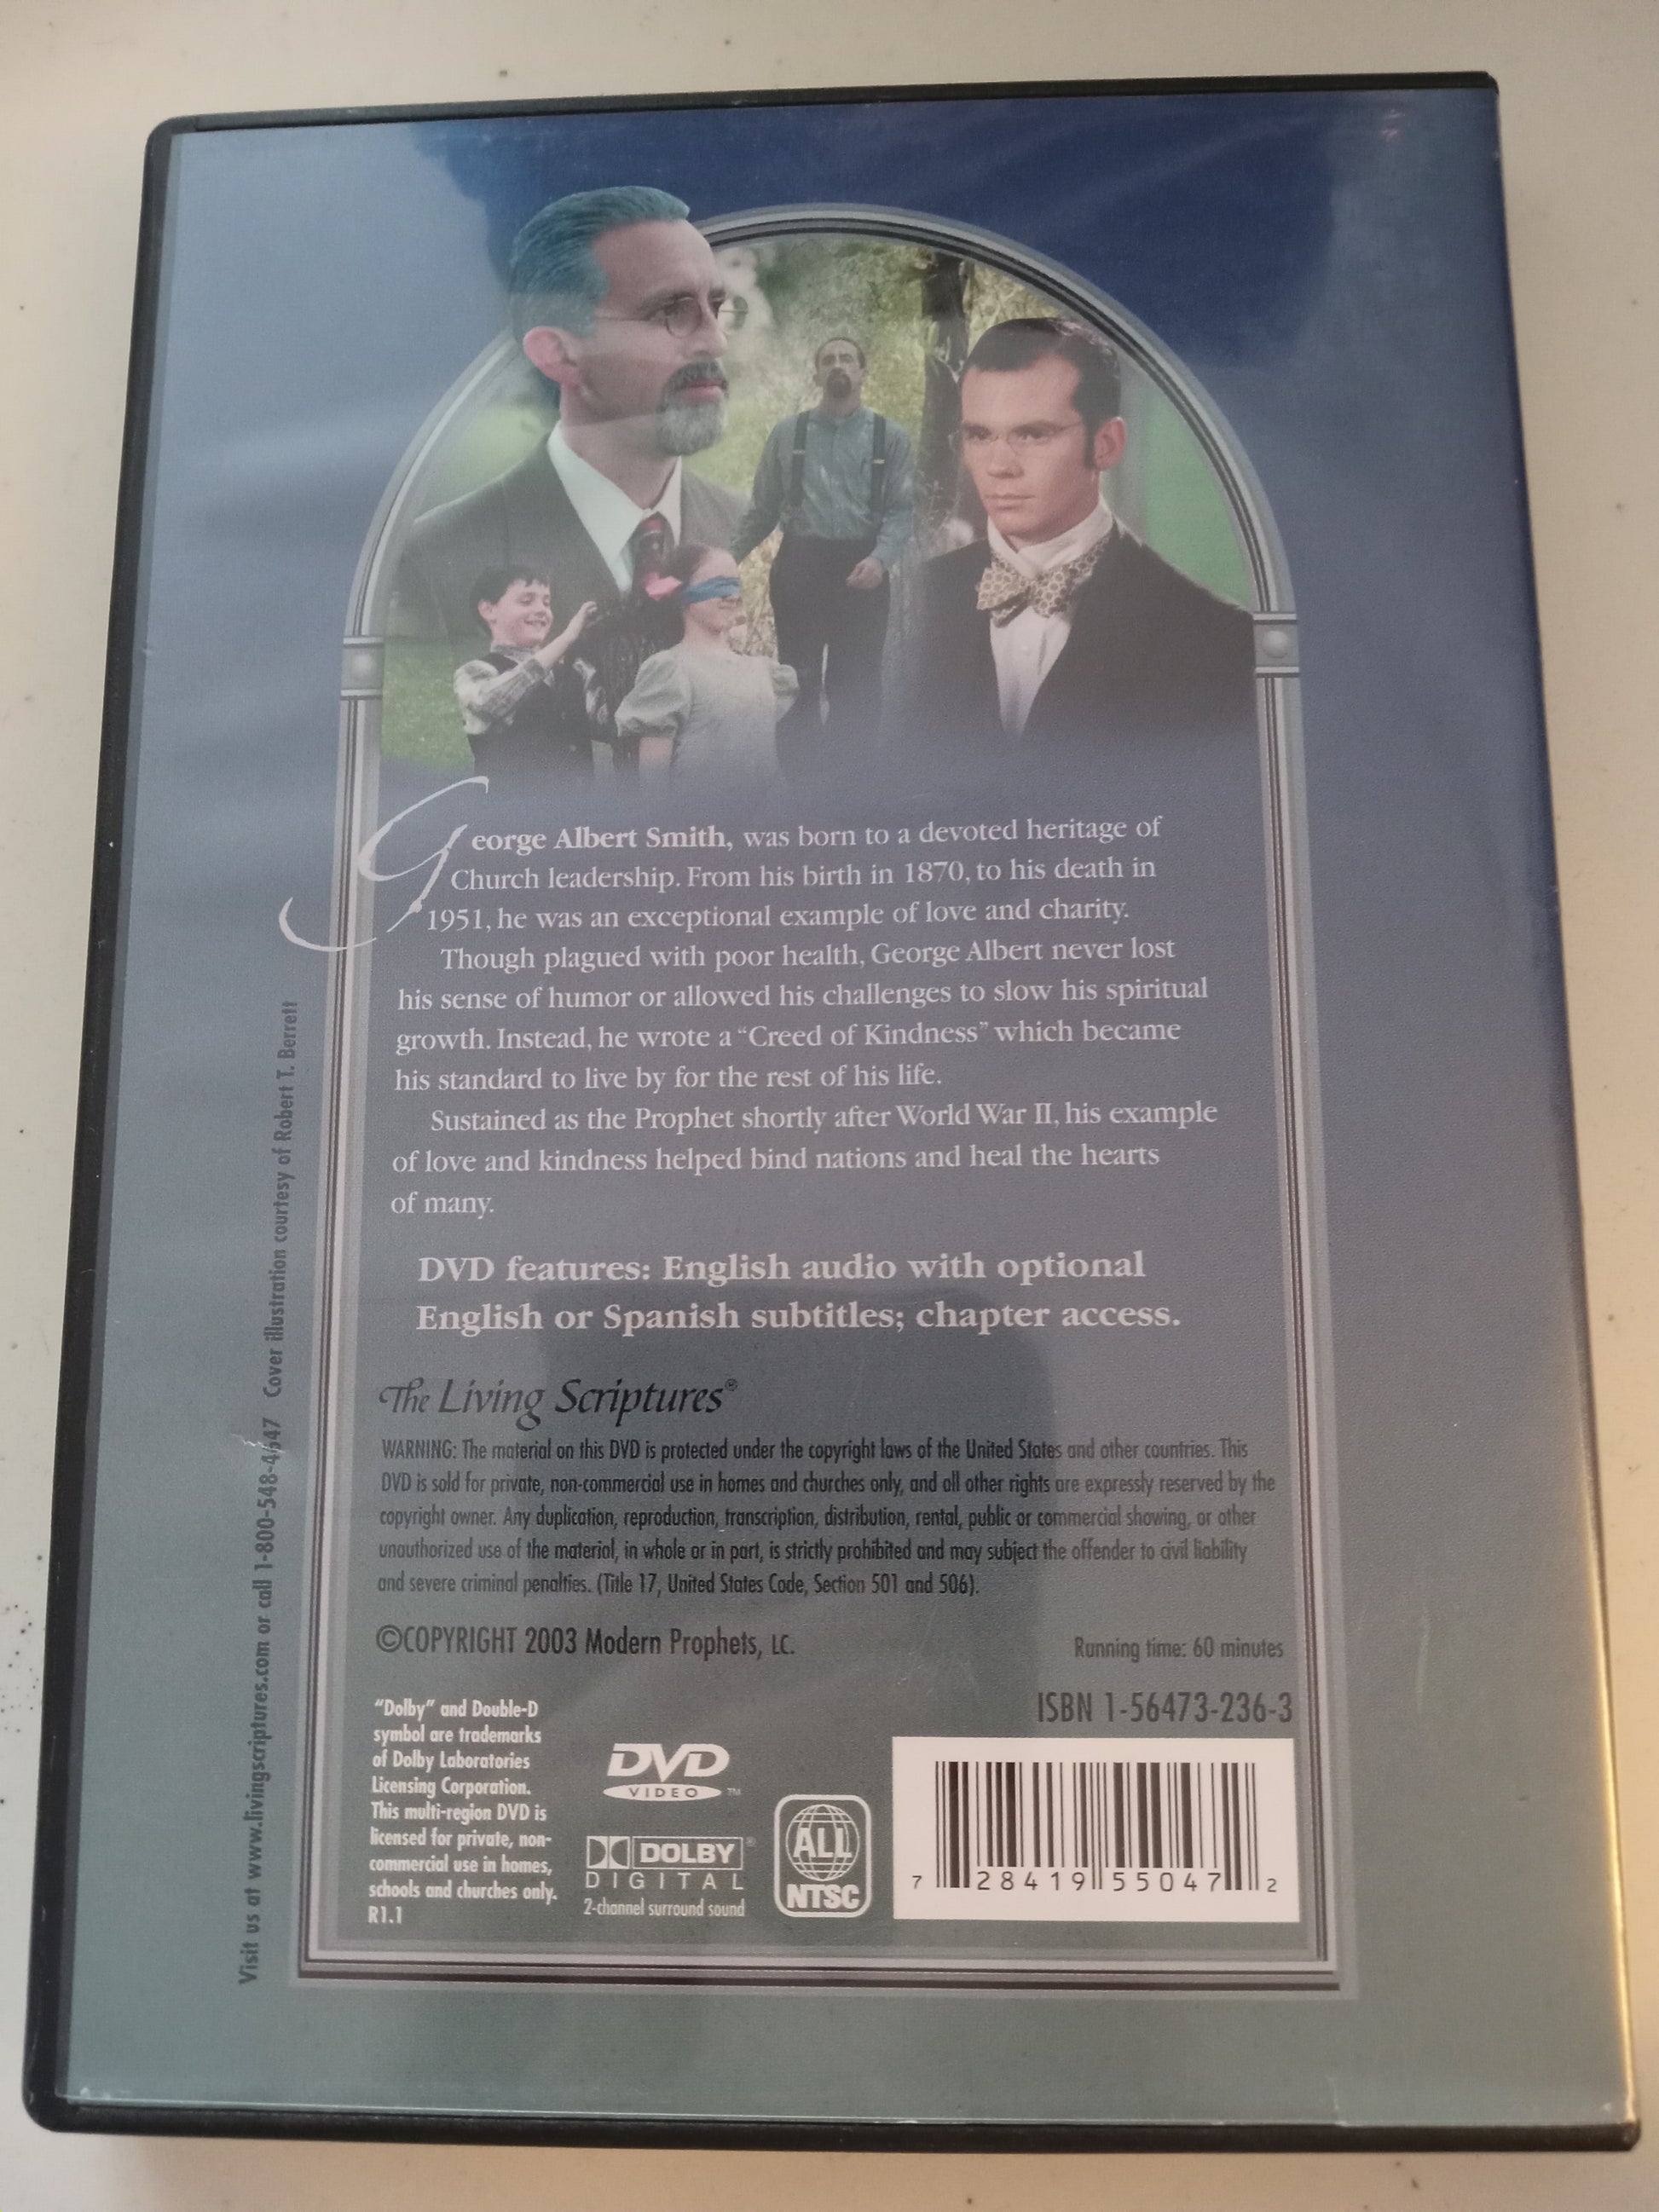 George Albert Smith, was born to a devoted heritage of
Church leadership. From his birth in 1870, to his death in
1951, he was an exceptional example of love and charity.
Though plagued with poor health, George Albert never lost
his sense of humor or allowed his challenges to slow his spiritual
growth. Instead, he wrote a “Creed of Kindness” which became
his standard to live by for the rest of his life.
Sustained as the Prophet shortly after World War II, his example
of love and kindness helped bind nations and heal the hearts
of many.
DVD features: English audio with optional
English or Spanish subtitles; chapter access.
The Living Scriptures®
WARNING: The material on this DVD is protected under the copyright laws of the United States and other countries. This
DVD is sold for private, non-commercial use in homes and churches only, and all other rights are expressly reserved by the
copyright owner. Any duplication, reproduction, transcription, distribution, rental, public or commercial showing, or other
unauthorized use of the material, in whole or in part, is strictly prohibited and may subject the offender to civil liability
and severe criminal penalties. (Title 17, United States Code, Section 501 and 506).
©COPYRIGHT 2003 Modern Prophets, LC.
Running time: 60 minutes
ISBN 1-56473-236-3
“Dolby” and Double-D
symbol are trademarks
of Dolby Laboratories
Licensing Corporation.
This multi-region DVD is
licensed for private, non-
commercial use in homes,
schools and churches only.
R1.1
DVD
VIDEO™
DOLBY®
DIGITAL
2-channel surround sound
ALL
NTSC
7 28419 55047 2
Visit us at www.livingscriptures.com or call 1-800-548-4647 Cover illustration courtesy of Robert T. Berrett